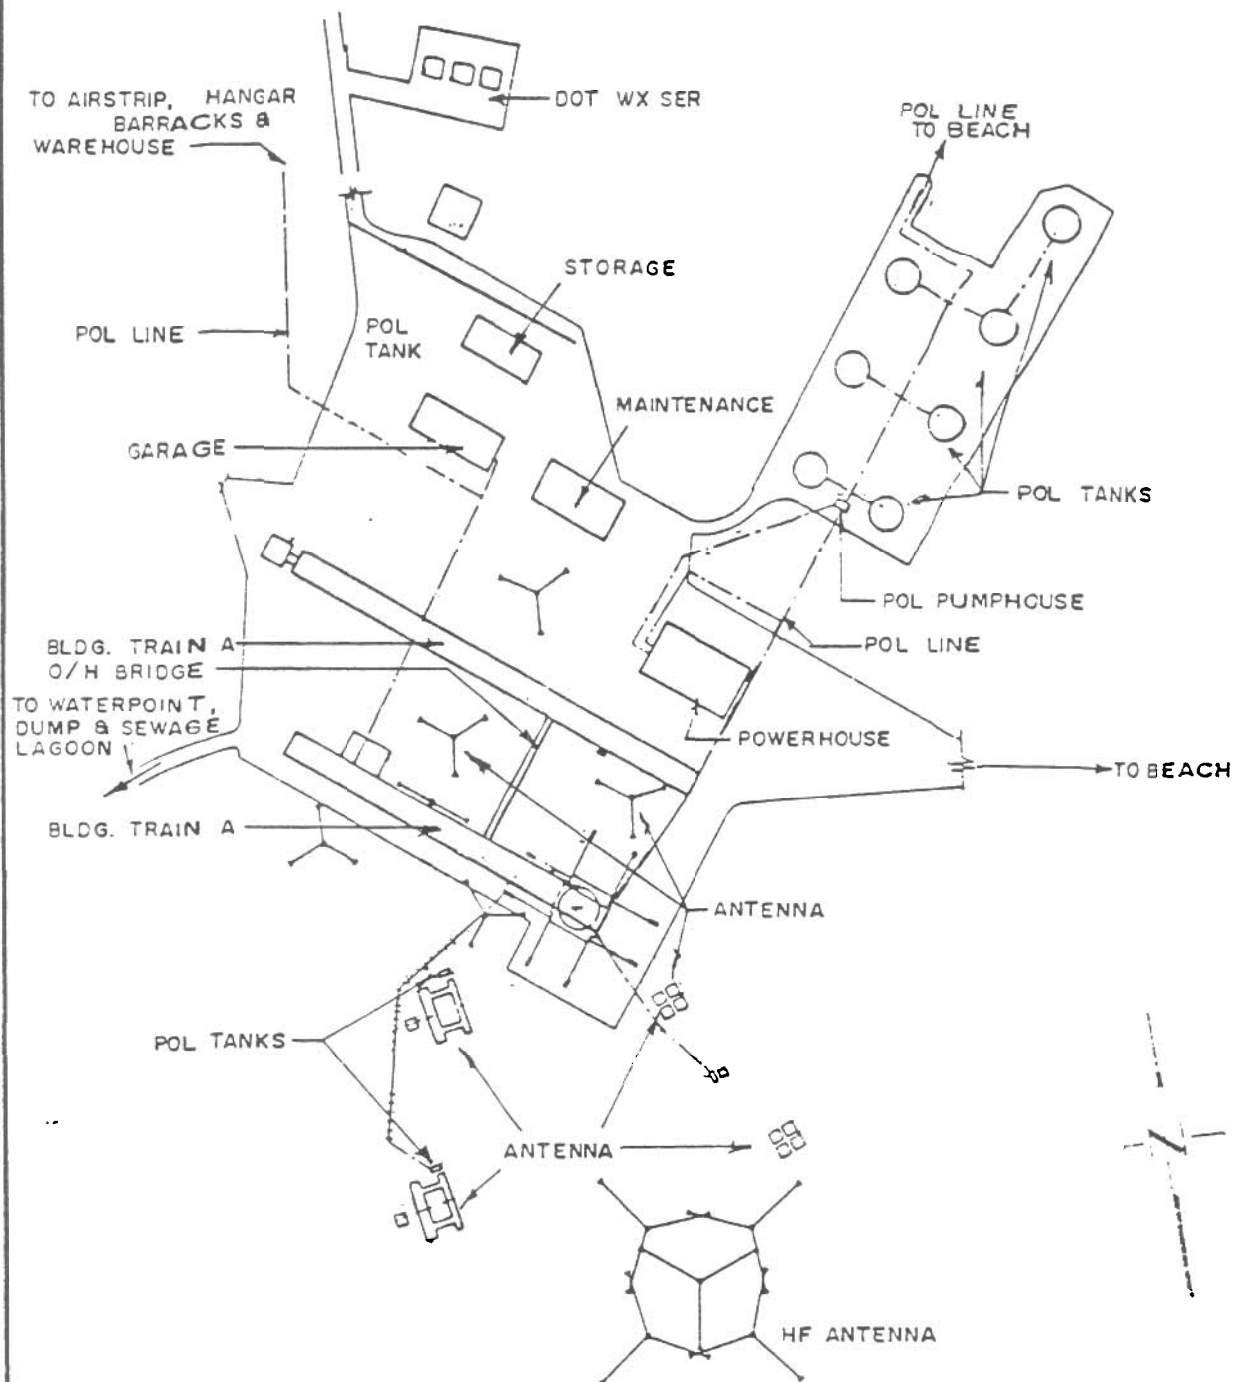 DOT WX SER
TO AIRSTRIP, HANGAR
BARRACKS &
WAREHOUSE
POL LINE
TO BEACH
STORAGE
POL LINE
POL
TANK
MAINTENANCE
GARAGE
POL TANKS
POL PUMPHOUSE
BLDG. TRAIN A
O/H BRIDGE
POL LINE
TO WATERPOINT,
DUMP & SEWAGE
LAGOON
POWERHOUSE
TO BEACH
BLDG. TRAIN A
ANTENNA
POL TANKS
ANTENNA
N
HF ANTENNA